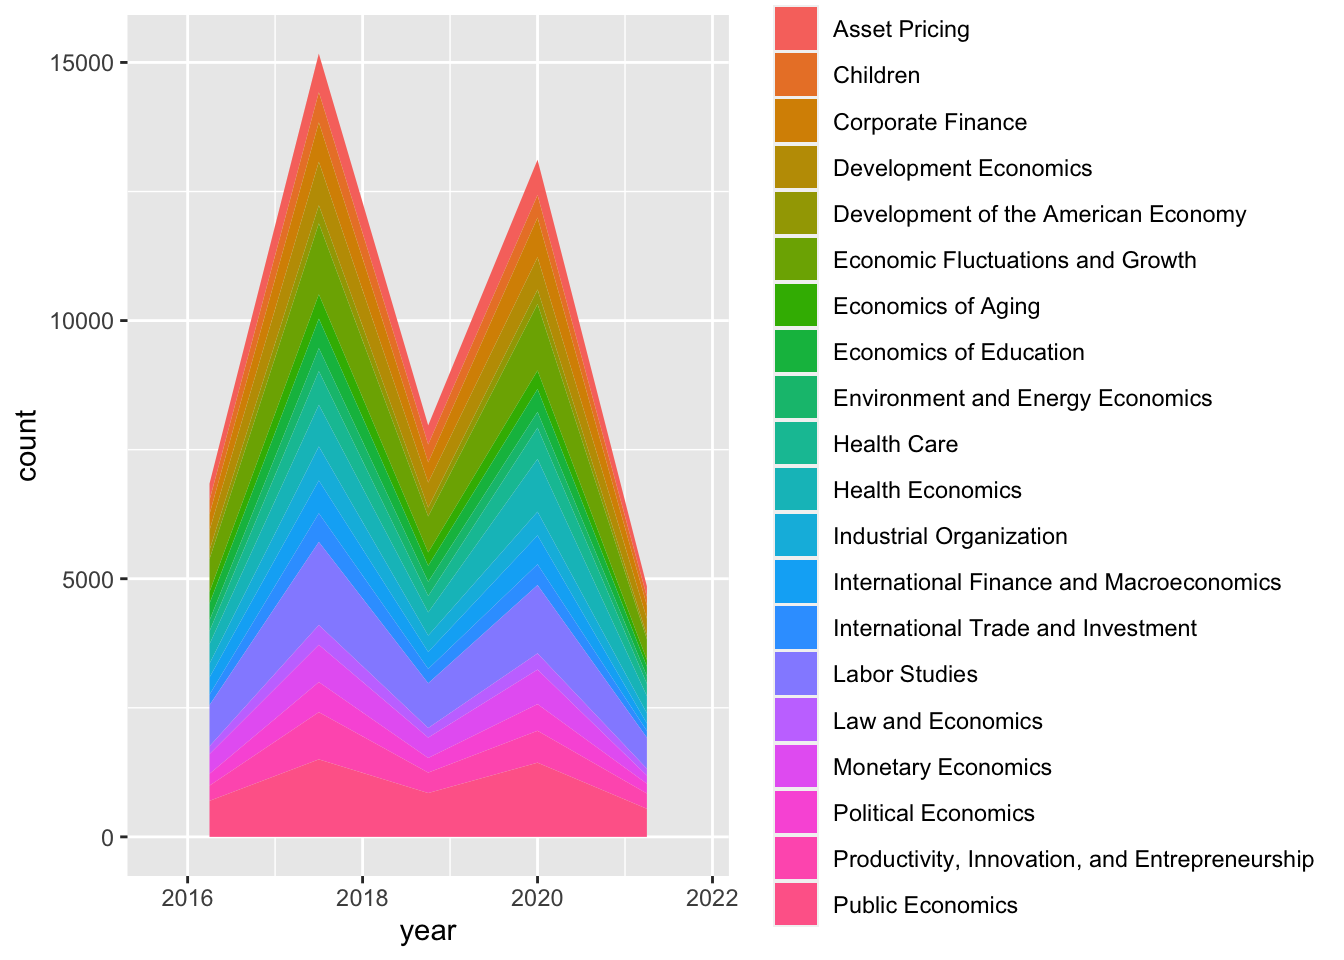 15000
10000
5000
0
count
2016 2018 2020 2022
year
Asset Pricing
Children
Corporate Finance
Development Economics
Development of the American Economy
Economic Fluctuations and Growth
Economics of Aging
Economics of Education
Environment and Energy Economics
Health Care
Health Economics
Industrial Organization
International Finance and Macroeconomics
International Trade and Investment
Labor Studies
Law and Economics
Monetary Economics
Political Economics
Productivity, Innovation, and Entrepreneurship
Public Economics